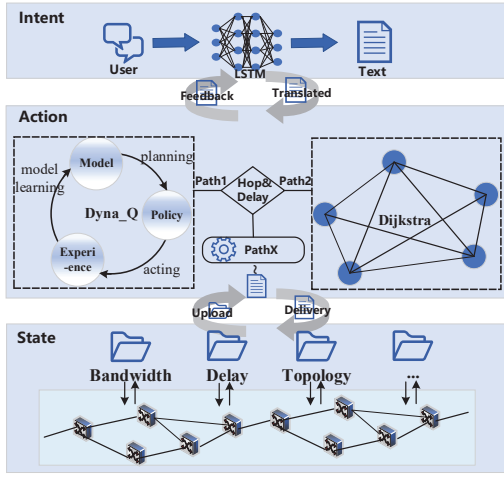 Intent
User
LSTM
Text
Feedback
Translated
Action
Model
planning
model
learning
Dyna_Q
Policy
Experi
-ence
acting
Path1
Hop&
Delay
Path2
PathX
Dijkstra
Upload
Delivery
State
Bandwidth
Delay
Topology
...